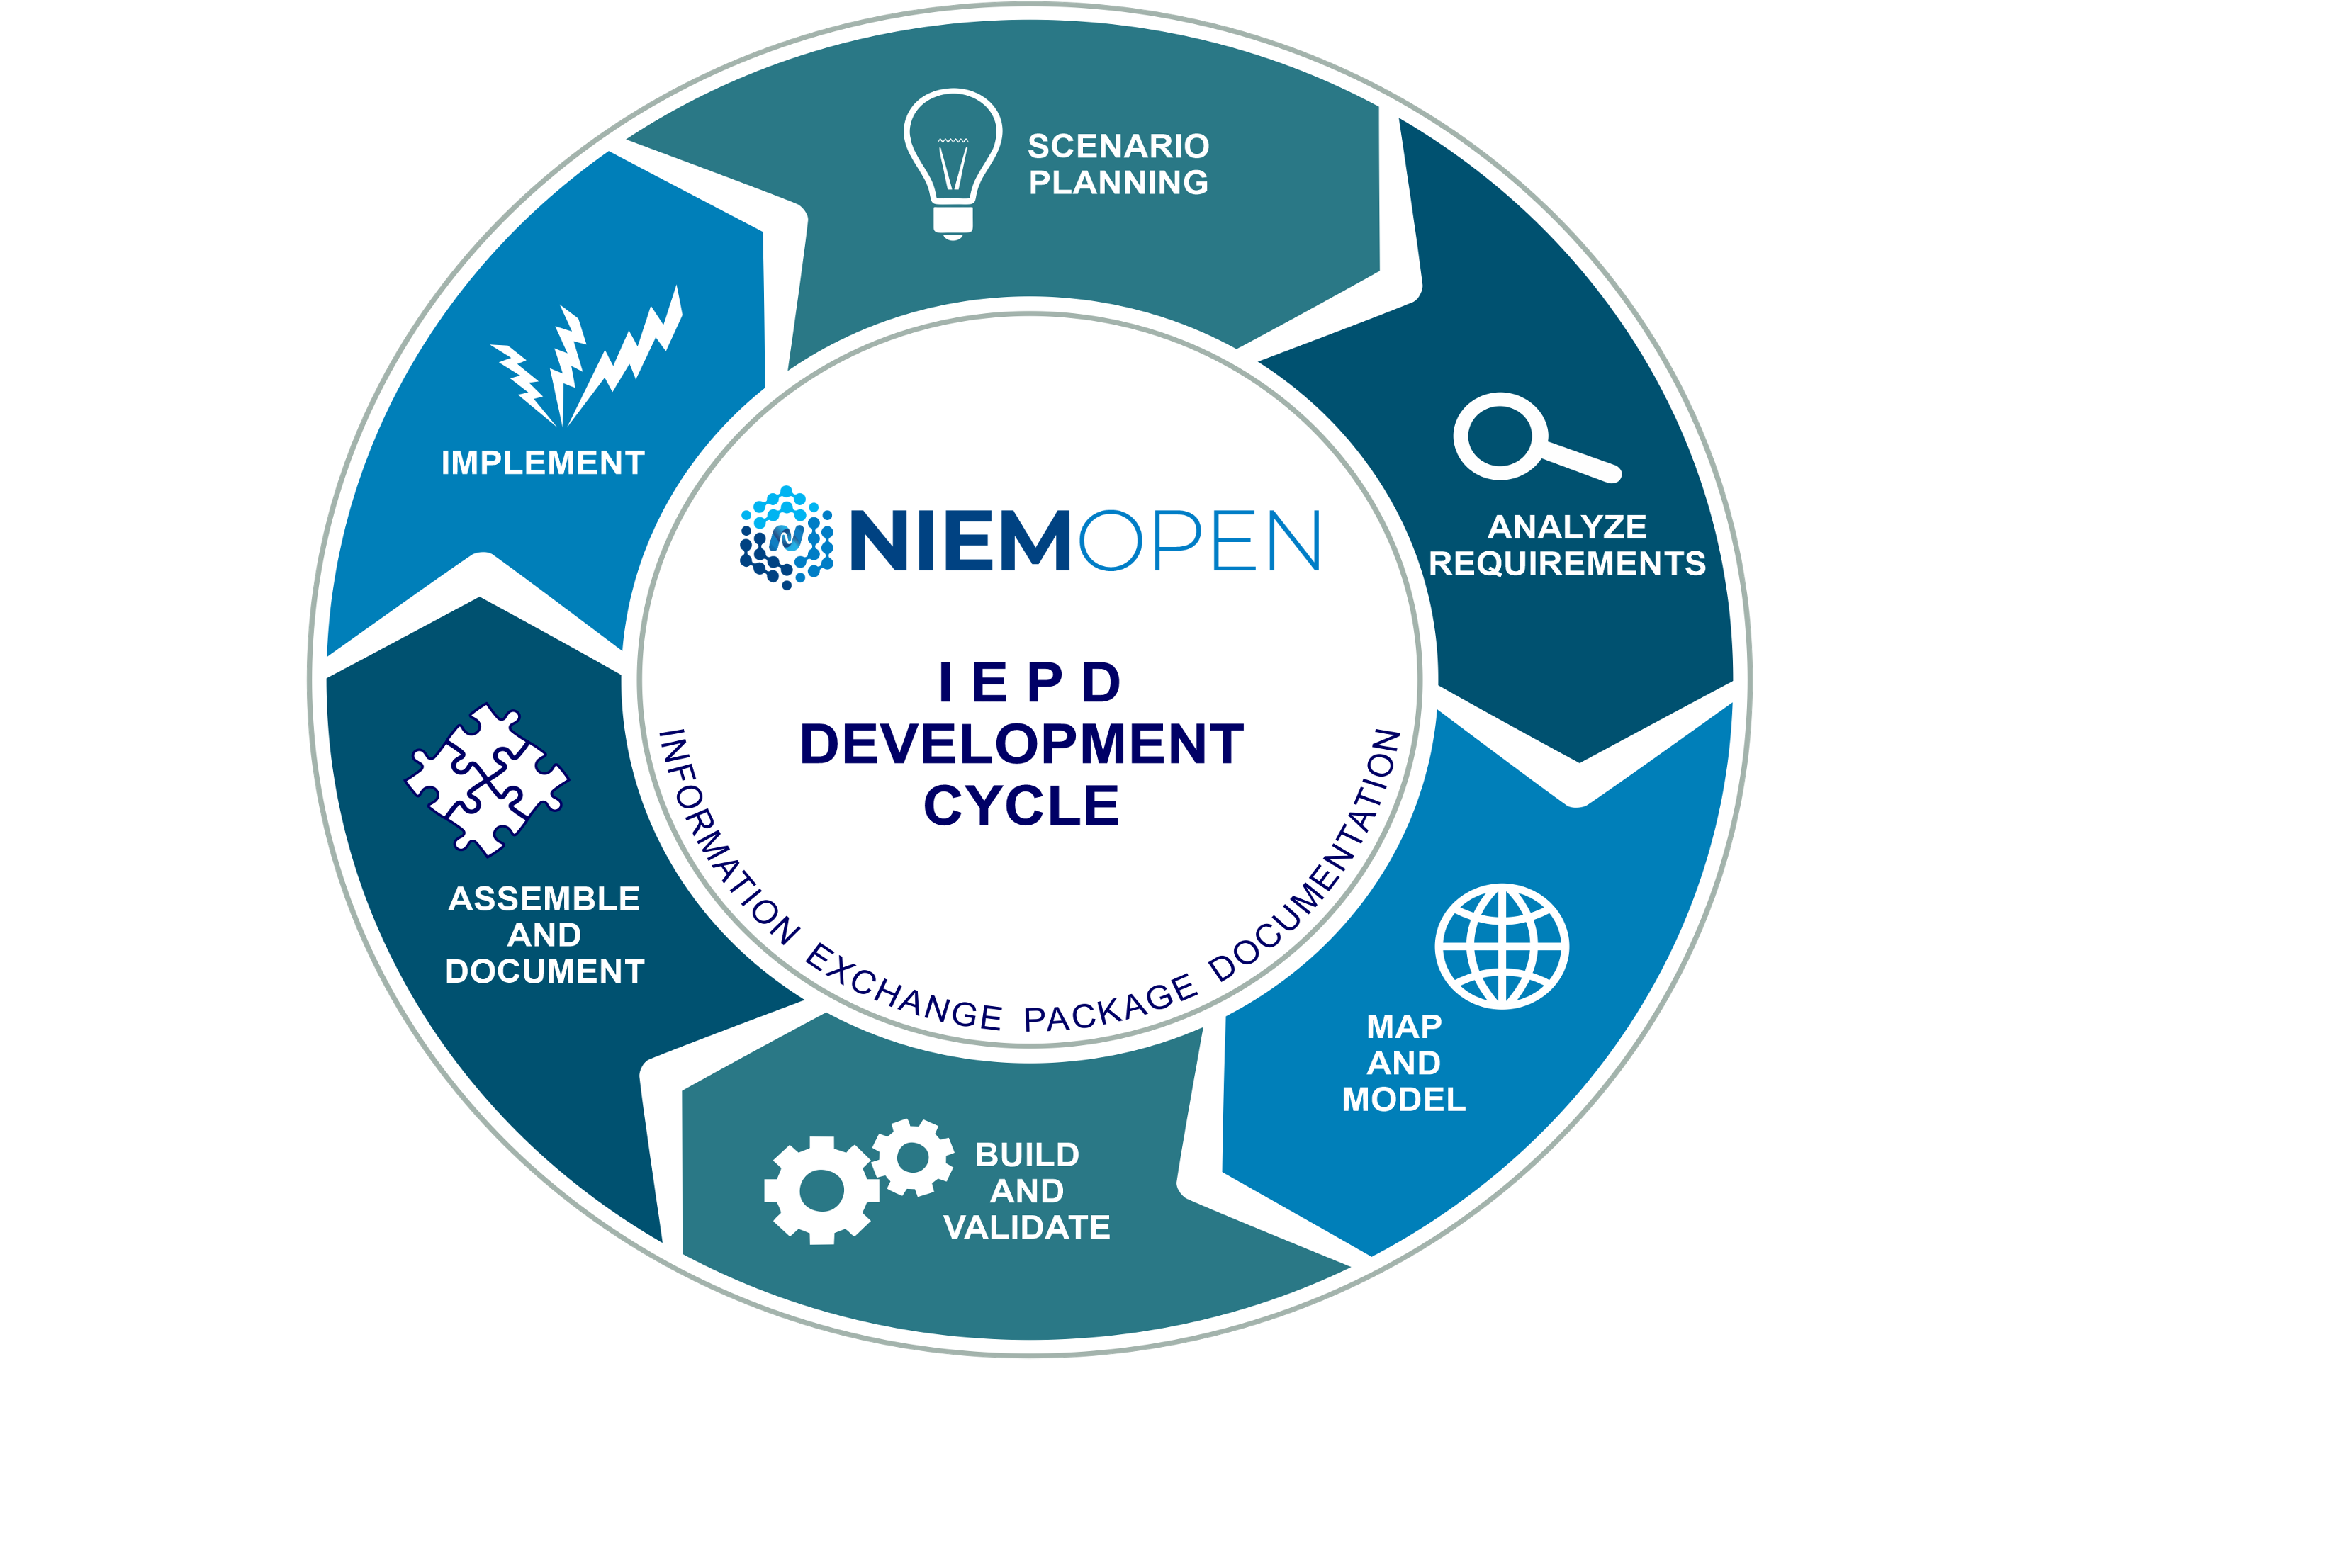 SCENARIO
PLANNING
ANALYZE
REQUIREMENTS
MAP
AND
MODEL
BUILD
AND
VALIDATE
ASSEMBLE
AND
DOCUMENT
IMPLEMENT
NIEMOPEN
IEPD
DEVELOPMENT
CYCLE
INFORMATION EXCHANGE PACKAGE DOCUMENTATION